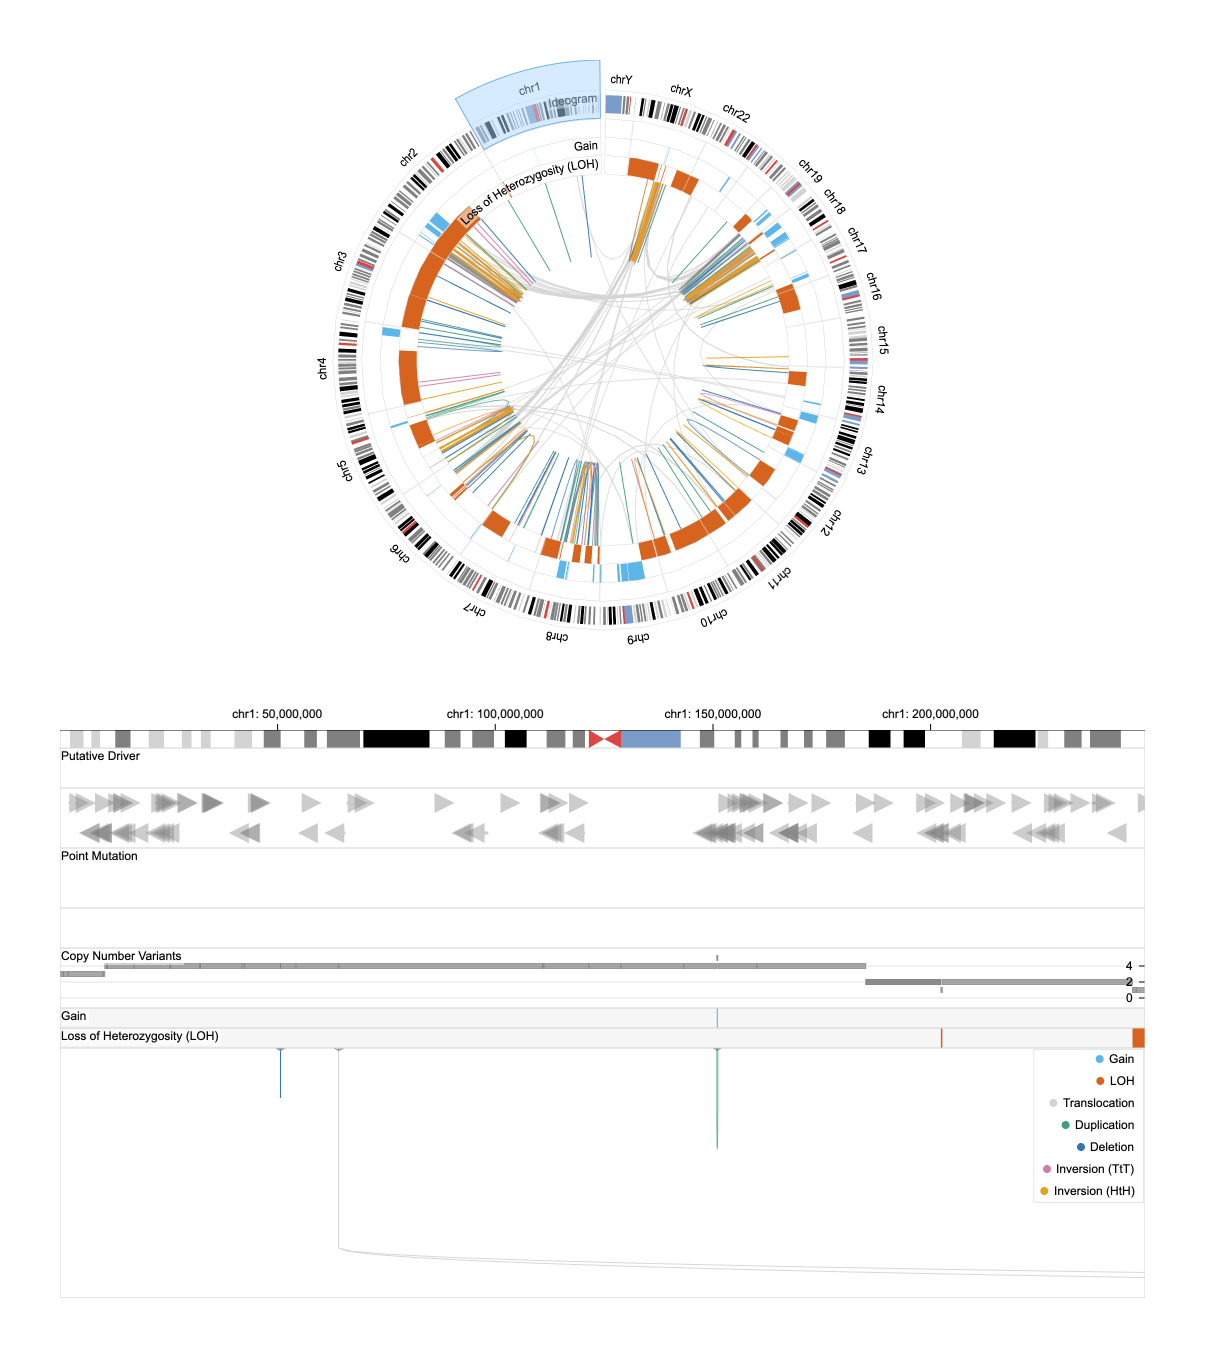 chrY
chrX
chr22
chr19
chr18
chr17
chr16
chr15
chr14
chr13
chr12
chr11
chr10
chr9
chr8
chr7
chr6
chr5
chr4
chr3
chr2
chr1
Ideogram
Gain
Loss of Heterozygosity (LOH)
chr1: 50,000,000
chr1: 100,000,000
chr1: 150,000,000
chr1: 200,000,000
Putative Driver
Point Mutation
Copy Number Variants
4
2
0
Gain
Loss of Heterozygosity (LOH)
Gain
LOH
Translocation
Duplication
Deletion
Inversion (TtT)
Inversion (HtH)